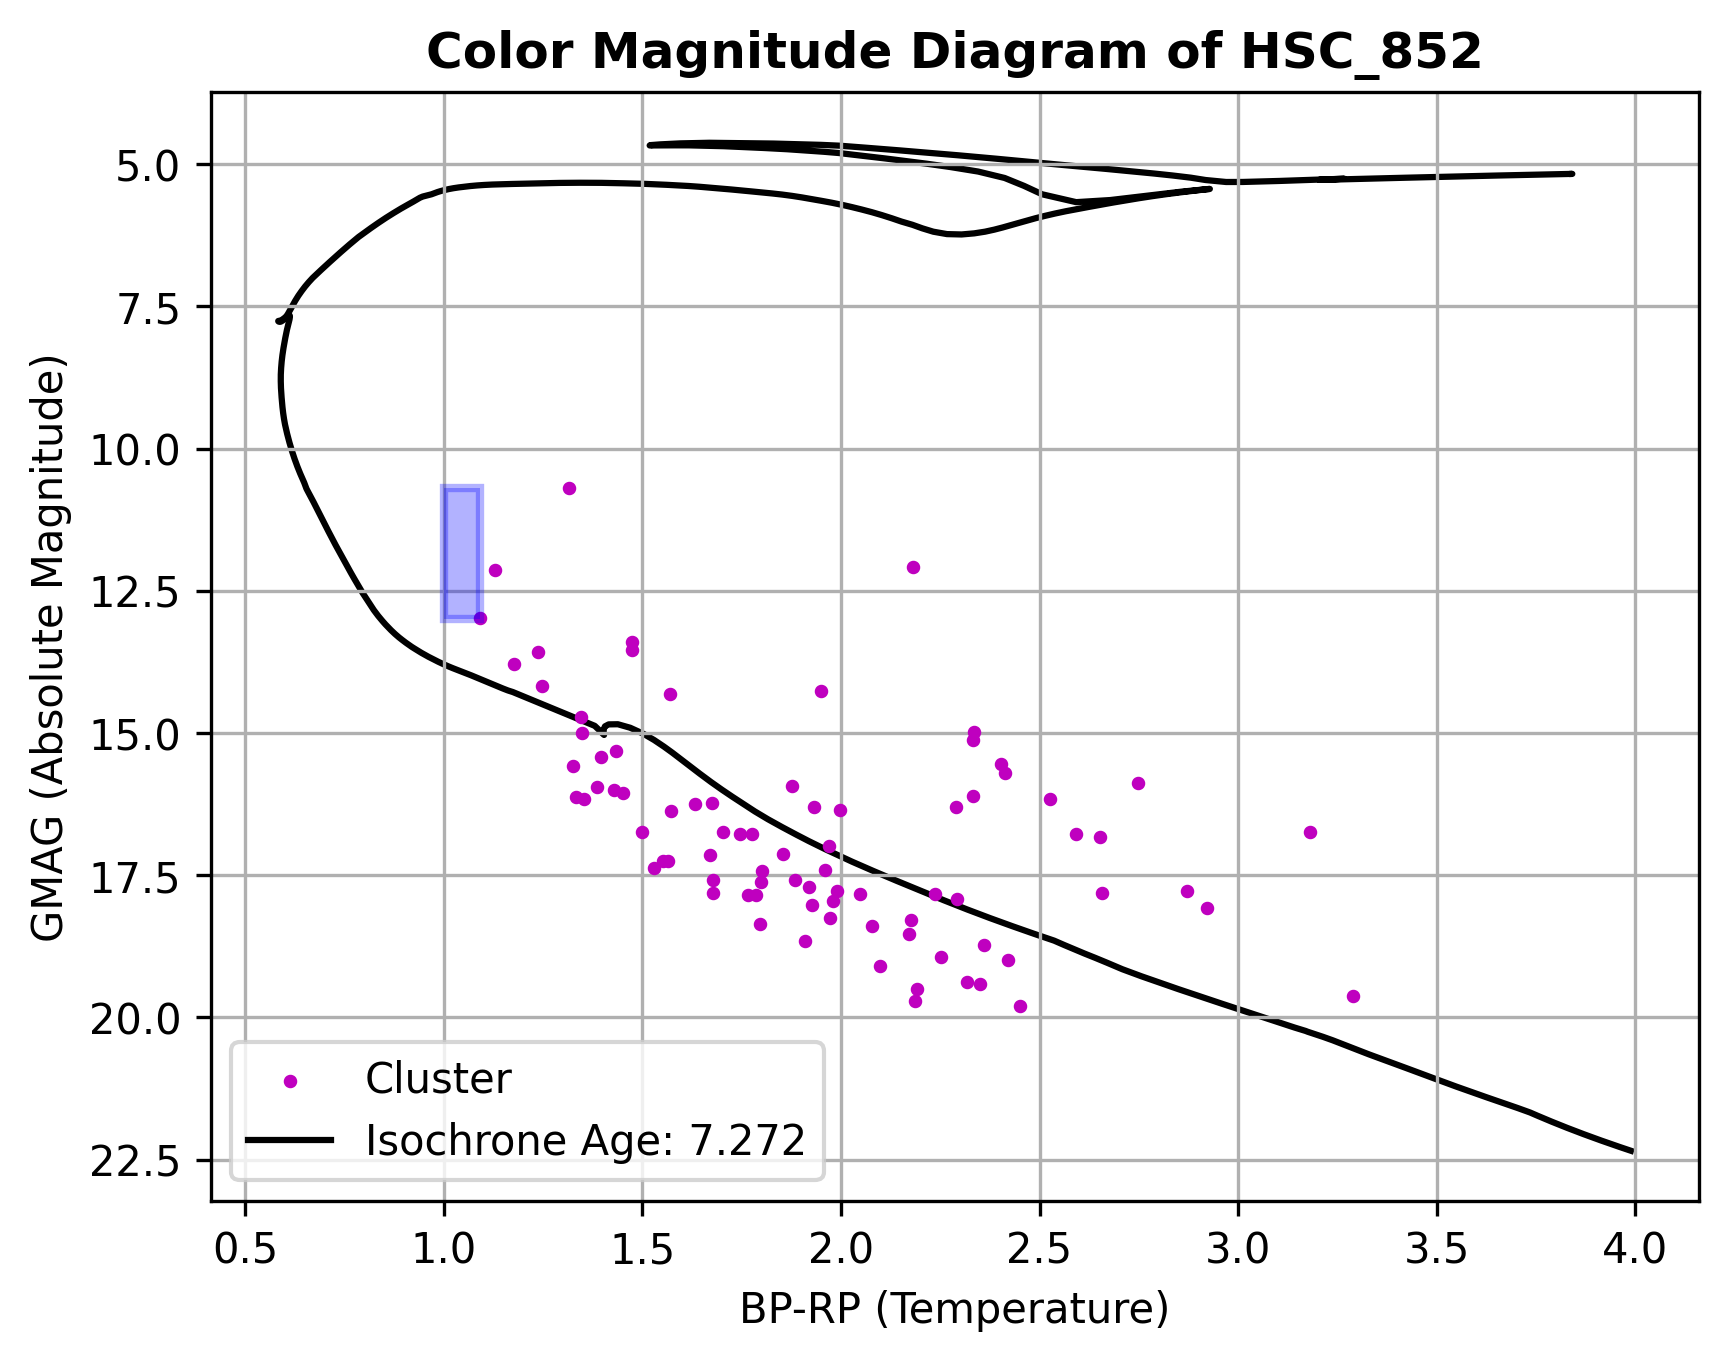 Color Magnitude Diagram of HSC_852
GMAG (Absolute Magnitude)
5.0
7.5
10.0
12.5
15.0
17.5
20.0
22.5
Cluster
Isochrone Age: 7.272
0.5 1.0 1.5 2.0 2.5 3.0 3.5 4.0
BP-RP (Temperature)